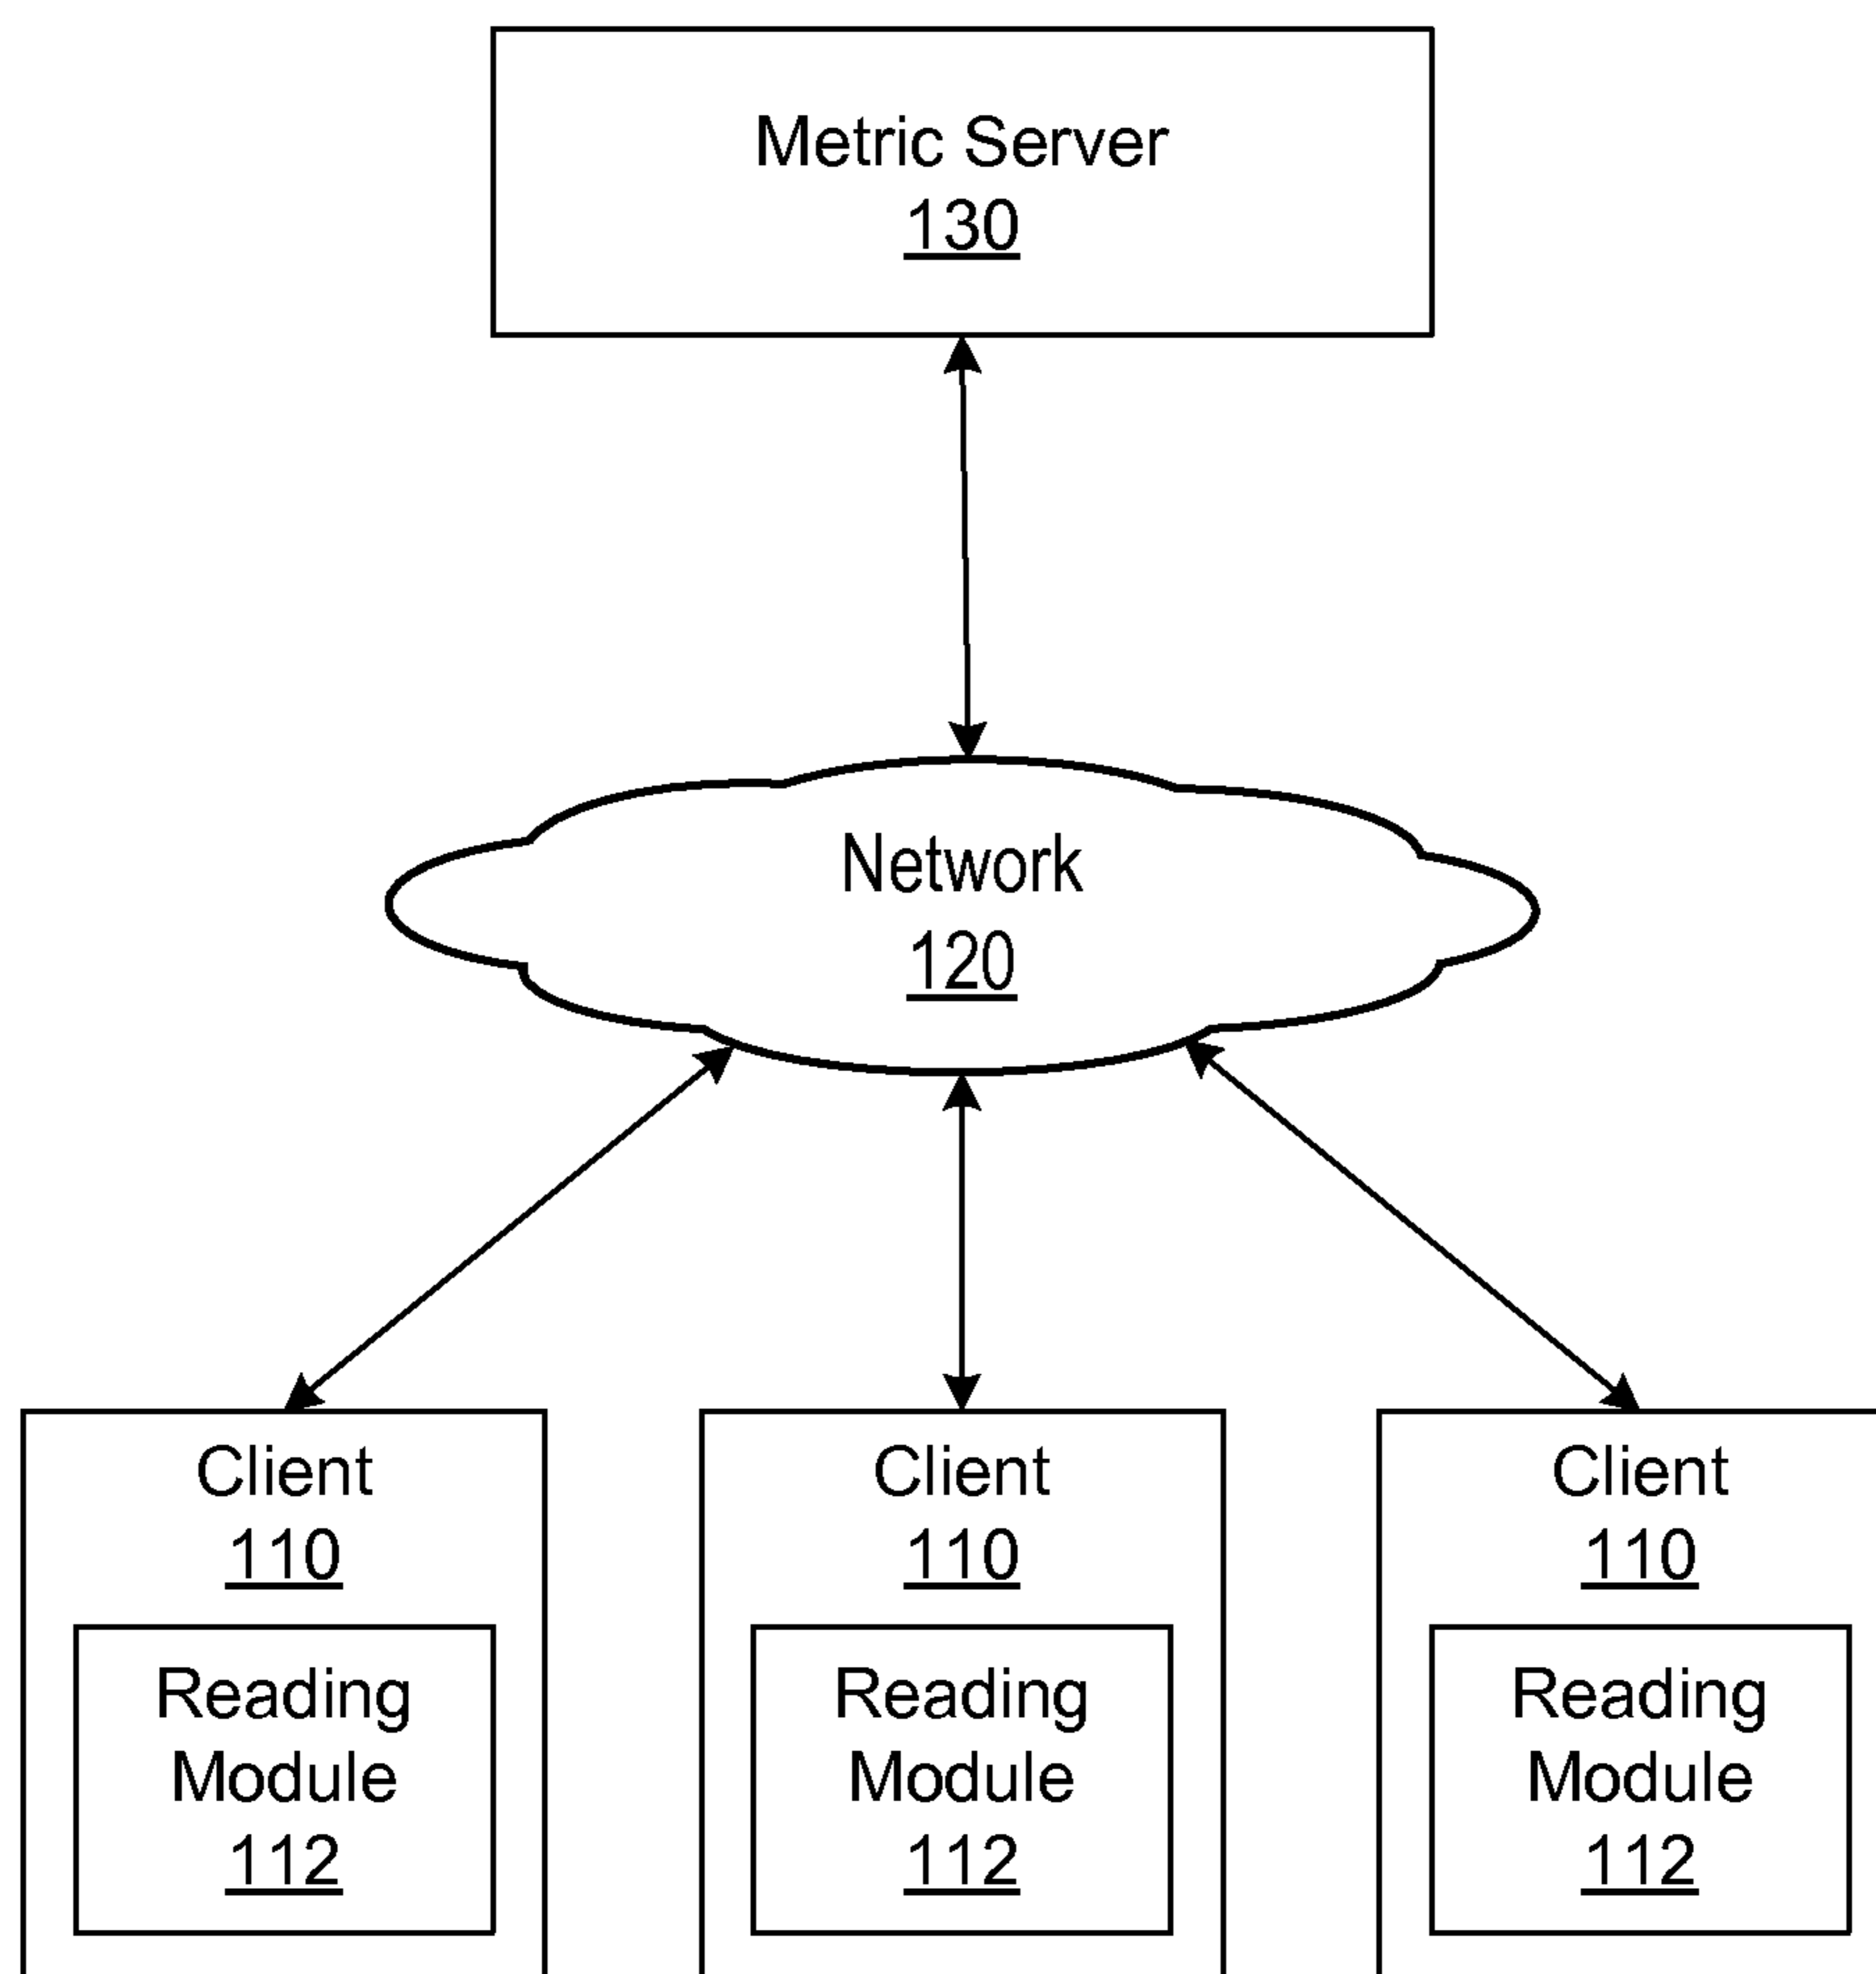 Metric Server
130
Network
120
Client
110
Reading
Module
112
Client
110
Reading
Module
112
Client
110
Reading
Module
112